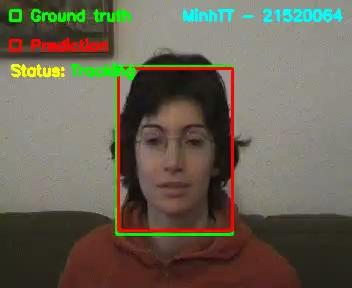 Ground truth
MinhTT - 21520064
Prediction
Status: Tracking